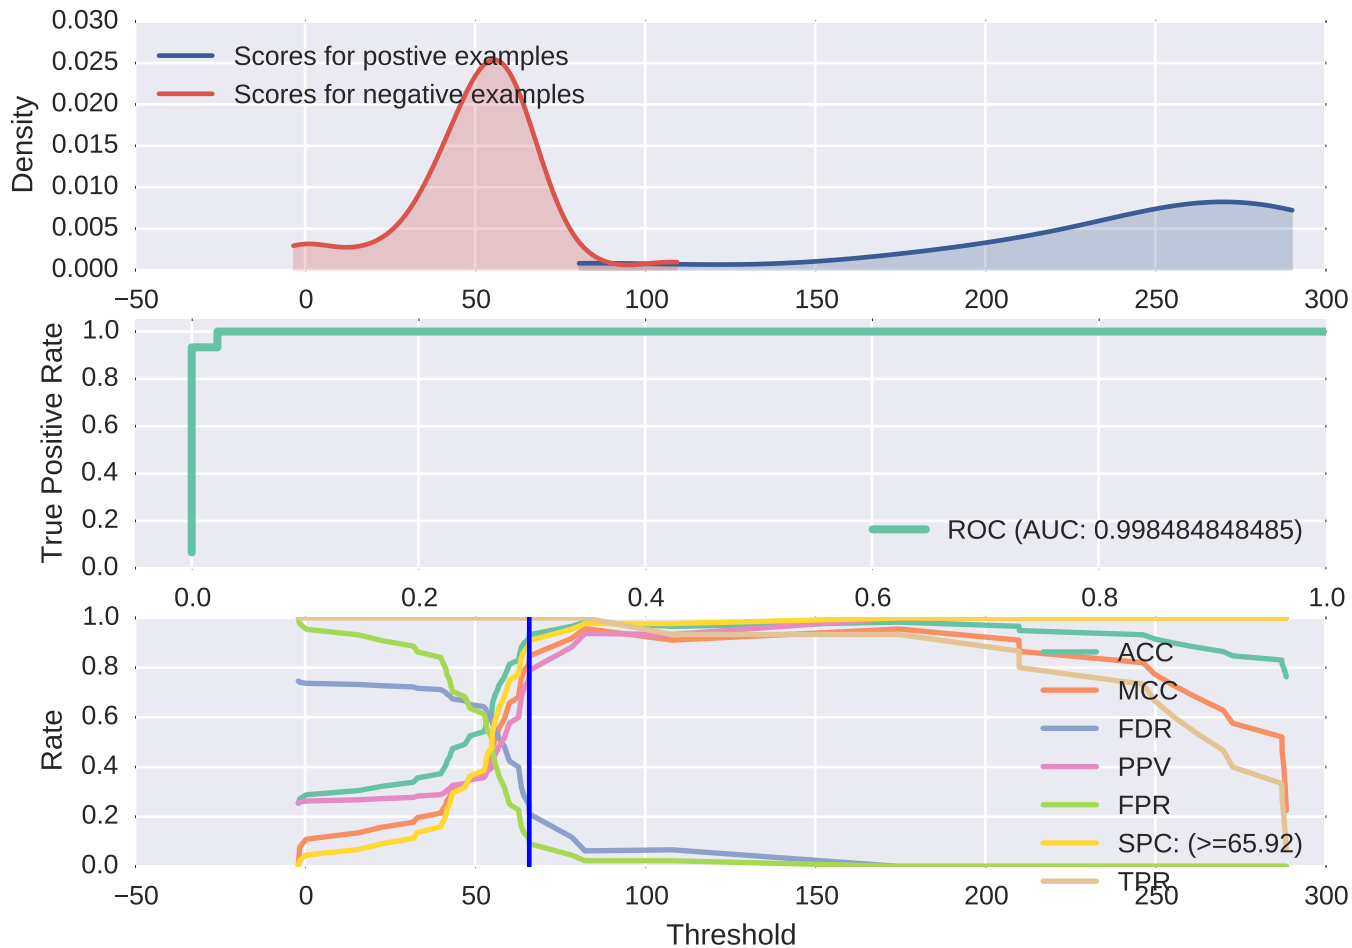 0.030
0.025
0.020
0.015
0.010
0.005
0.000
Density
Scores for postive examples
Scores for negative examples
−50 0 50 100 150 200 250 300
1.0
0.8
0.6
0.4
0.2
0.0
True Positive Rate
ROC (AUC: 0.998484848485)
0.0 0.2 0.4 0.6 0.8 1.0
1.0
0.8
0.6
0.4
0.2
0.0
Rate
ACC
MCC
FDR
PPV
FPR
SPC: (>=65.92)
TPR
−50 0 50 100 150 200 250 300
Threshold